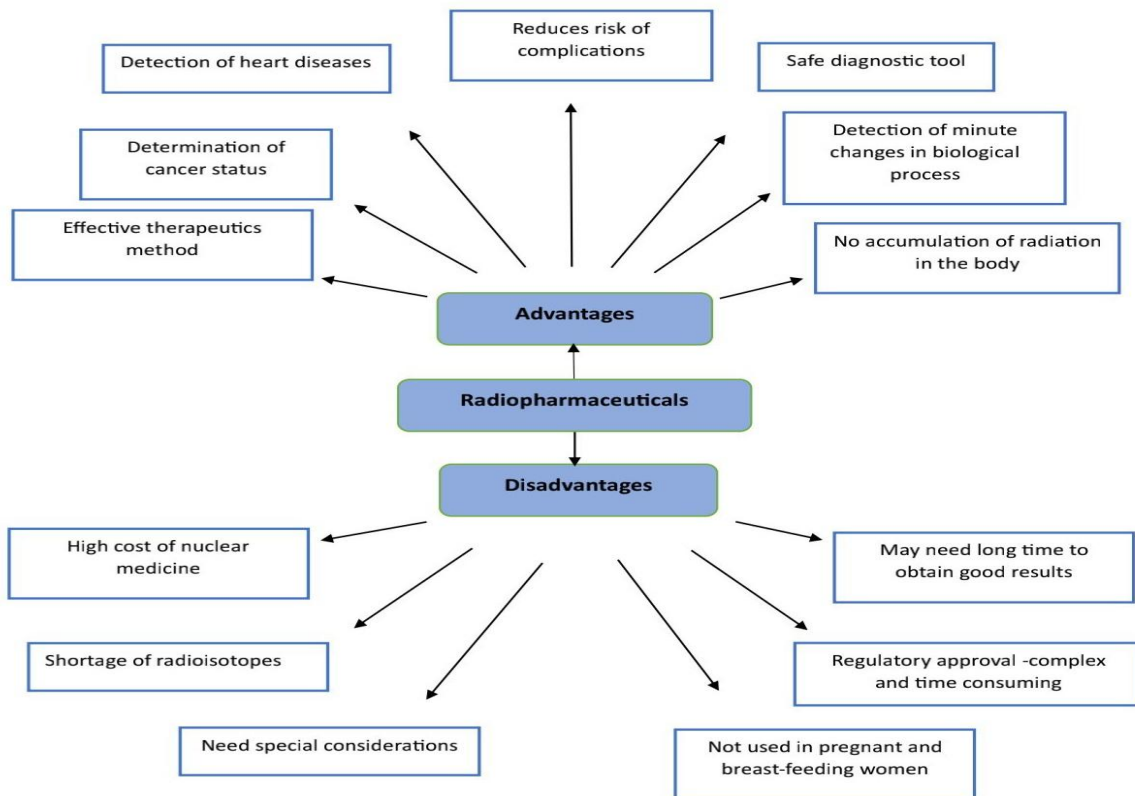 Reduces risk of
complications
Detection of heart diseases
Safe diagnostic tool
Determination of
cancer status
Detection of minute
changes in biological
process
Effective therapeutics
method
No accumulation of radiation
in the body
Advantages
Radiopharmaceuticals
Disadvantages
High cost of nuclear
medicine
May need long time to
obtain good results
Shortage of radioisotopes
Regulatory approval -complex
and time consuming
Need special considerations
Not used in pregnant and
breast-feeding women